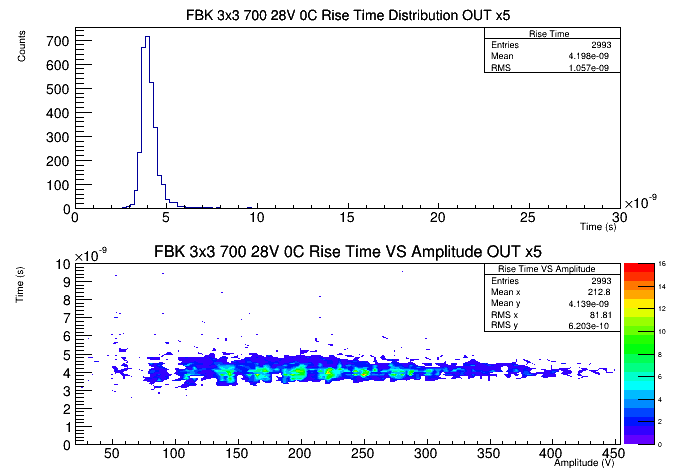 FBK 3x3 700 28V 0C Rise Time Distribution OUT x5
Counts
700
600
500
400
300
200
100
0
Rise Time
Entries 2993
Mean 4.198e-09
RMS 1.057e-09
0 5 10 15 20 25 30
×10⁻⁹
Time (s)
FBK 3x3 700 28V 0C Rise Time VS Amplitude OUT x5
×10⁻⁹
Time (s)
10
9
8
7
6
5
4
3
2
1
0
Rise Time VS Amplitude
Entries 2993
Mean x 212.8
Mean y 4.139e-09
RMS x 81.81
RMS y 6.203e-10
16
14
12
10
8
6
4
2
0
50 100 150 200 250 300 350 400 450
Amplitude (V)